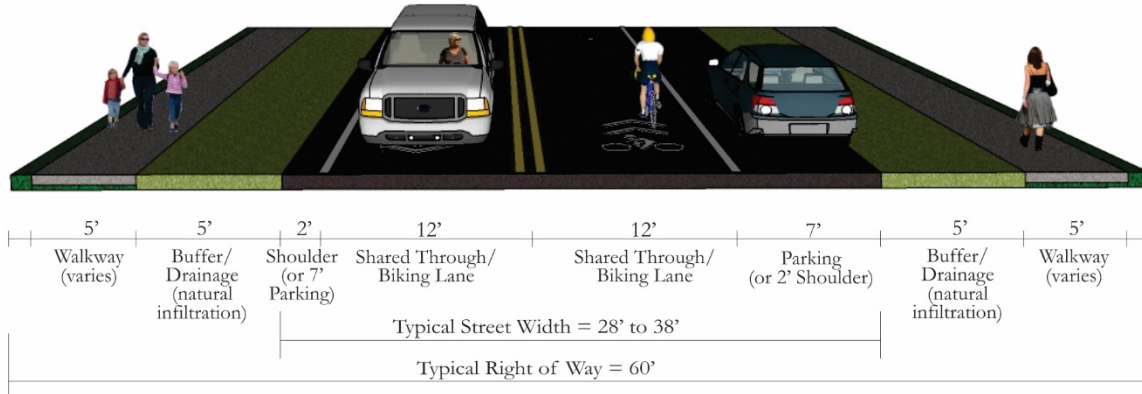 5’ 5’ 2’ 12’ 12’ 7’ 5’ 5’
Walkway
(varies)
Buffer/
Drainage
(natural
infiltration)
Shoulder
(or 7’
Parking)
Shared Through/
Biking Lane
Shared Through/
Biking Lane
Parking
(or 2’ Shoulder)
Buffer/
Drainage
(natural
infiltration)
Walkway
(varies)
Typical Street Width = 28’ to 38’
Typical Right of Way = 60’